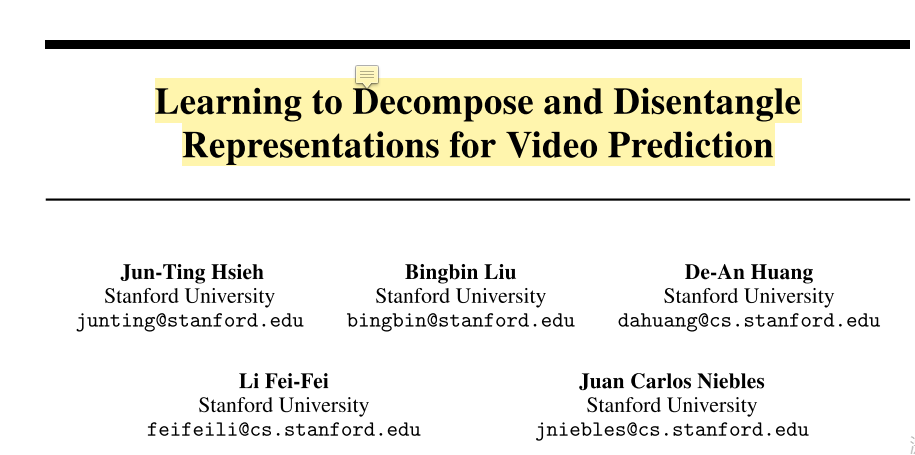 Learning to Decompose and Disentangle
Representations for Video Prediction
Jun-Ting Hsieh Bingbin Liu De-An Huang
Stanford University Stanford University Stanford University
junting@stanford.edu bingbin@stanford.edu dahuang@cs.stanford.edu
Li Fei-Fei Juan Carlos Niebles
Stanford University Stanford University
feifeili@cs.stanford.edu jniebles@cs.stanford.edu